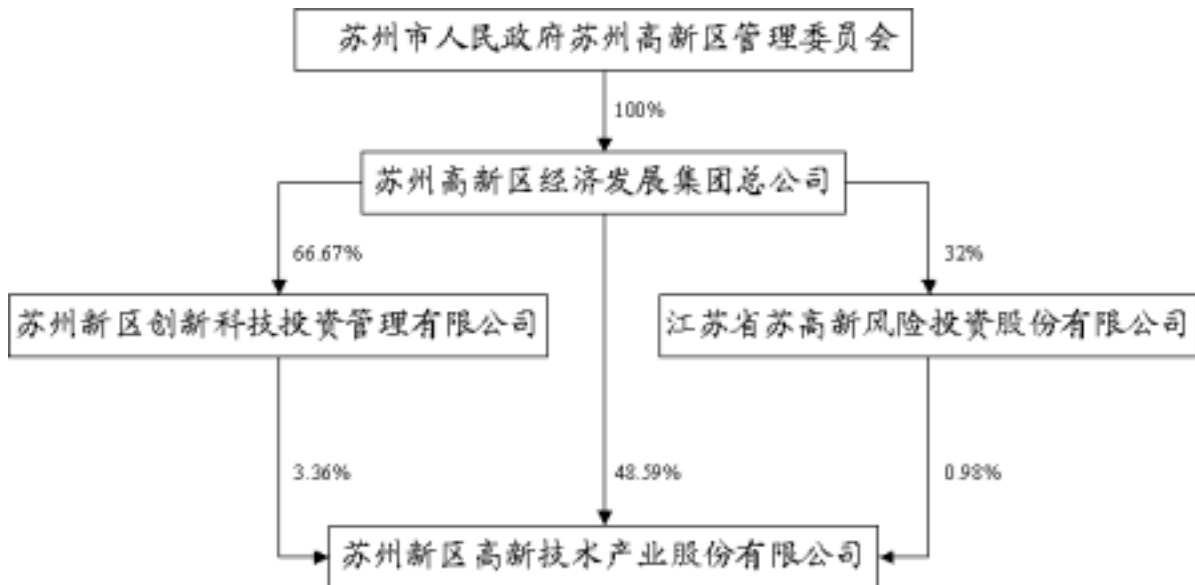 苏州市人民政府苏州高新区管理委员会
100%
苏州高新区经济发展集团总公司
66.67%
32%
苏州新区创新科技投资管理有限公司
江苏省苏高新风险投资股份有限公司
3.36%
48.59%
0.98%
苏州新区高新技术产业股份有限公司